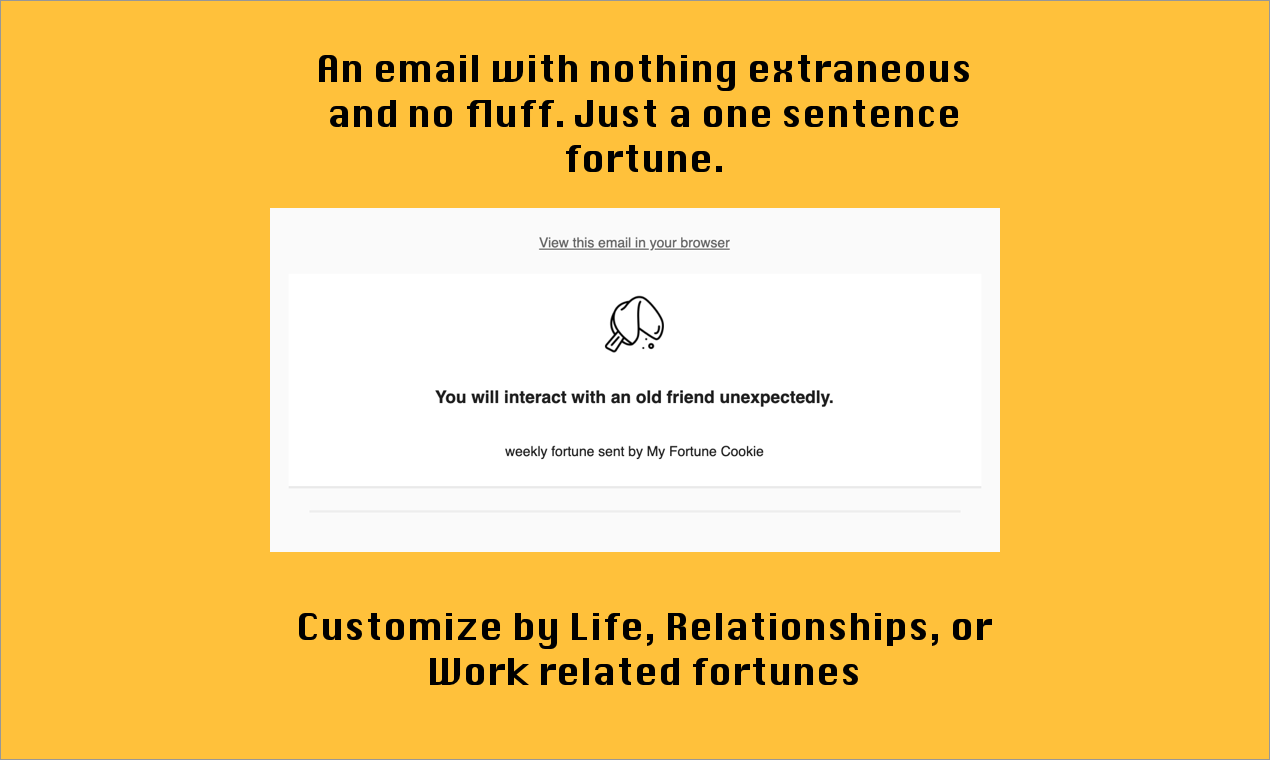 An email with nothing extraneous
and no fluff. Just a one sentence
fortune.
View this email in your browser
You will interact with an old friend unexpectedly.
weekly fortune sent by My Fortune Cookie
Customize by Life, Relationships, or
Work related fortunes